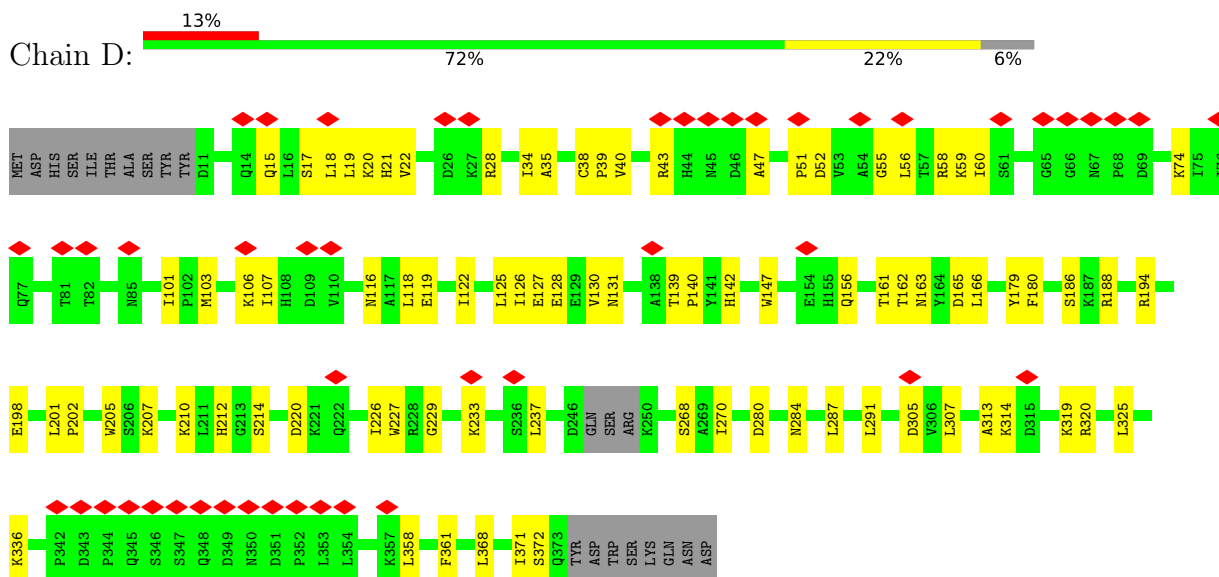 13%
Chain D:
72% 22% 6%
MET ASP HIS SER ILE THR ALA SER TYR TYR D11 Q14 Q15 L16 S17 L18 L19 K20 H21 V22 D26 K27 R28 I34 A35 C38 P39 V40 R43 H44 N45 D46 A47 P51 D52 V53 A54 G55 L56 T57 R58 K59 I60 S61 G65 G66 N67 P68 D69 K74 I75
Q77 T81 T82 N85 I101 P102 M103 K106 I107 H108 D109 V110 N116 A117 L118 E119 I122 L125 I126 E127 E128 E129 V130 N131 A138 T139 P140 Y141 H142 W147 E154 H155 Q156 T161 T162 N163 Y164 D165 L166 Y179 F180 S186 K187 R188 R194
E198 L201 P202 W205 S206 K207 K210 L211 H212 G213 S214 D220 K221 Q222 I226 W227 R228 G229 K233 S236 L237 D246 GLN SER ARG K250 S268 A269 I270 D280 N284 L287 L291 D305 V306 L307 A313 K314 D315 K319 R320 L325
K336 P342 D343 P344 Q345 S346 S347 Q348 D349 N350 D351 P352 L353 L354 K357 L358 F361 L368 I371 S372 Q373 TYR ASP TRP SER LYS GLN ASN ASP